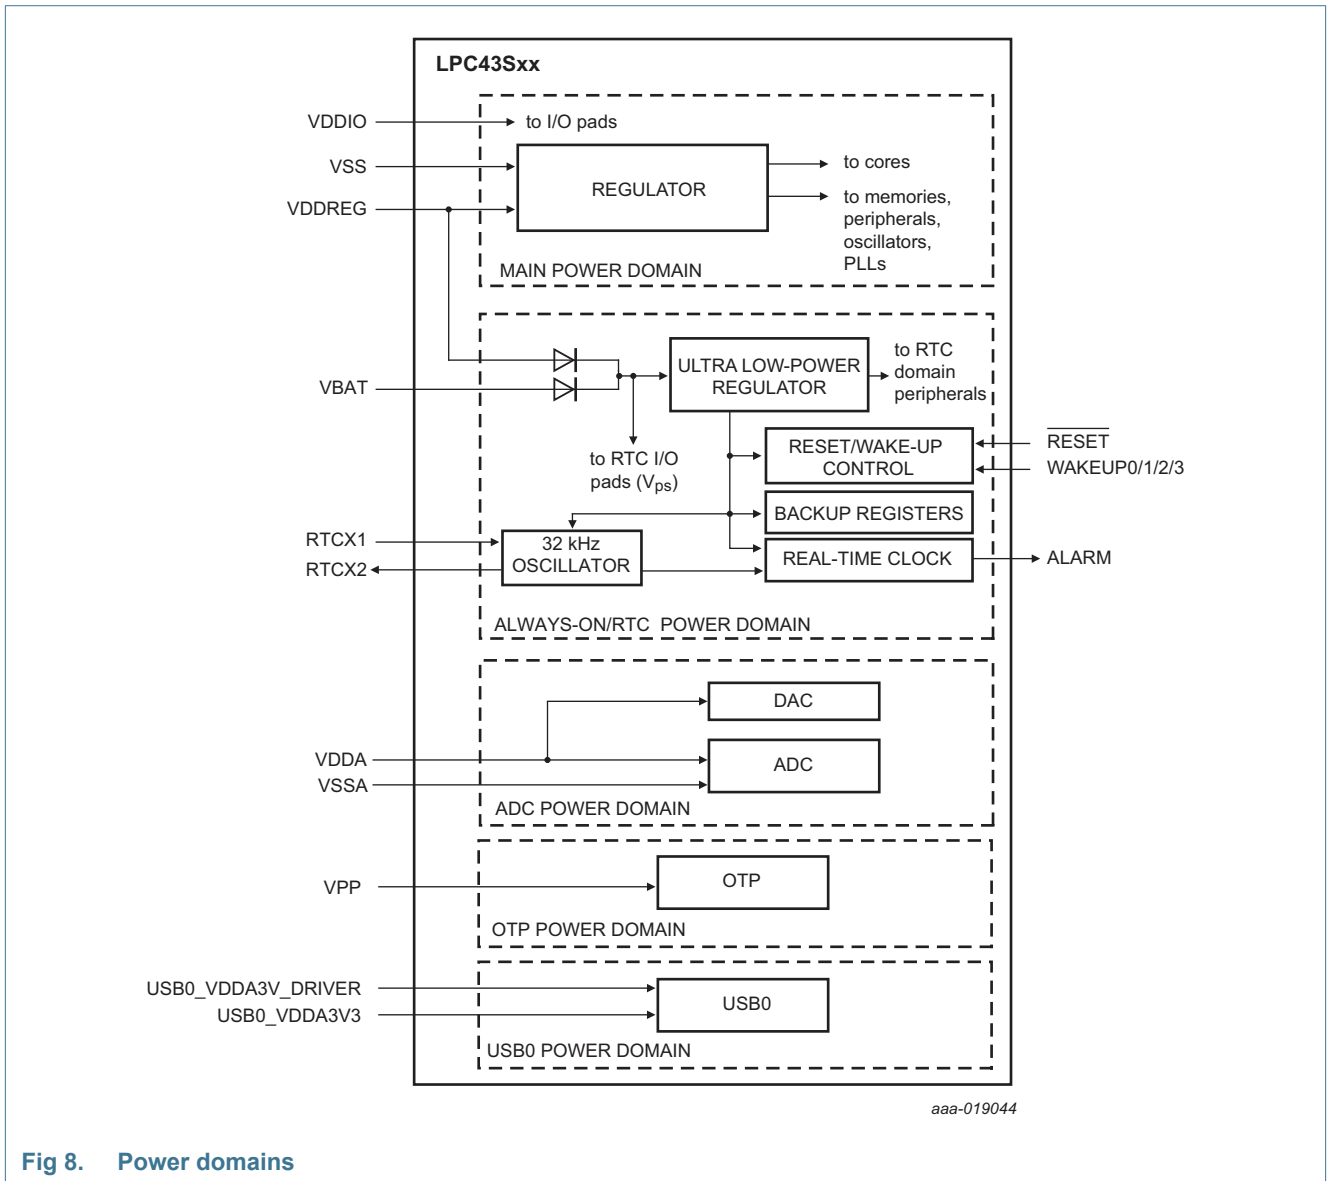 LPC43Sxx
VDDIO
to I/O pads
VSS
REGULATOR
to cores
VDDREG
to memories,
peripherals,
oscillators,
PLLs
MAIN POWER DOMAIN
VBAT
ULTRA LOW-POWER
REGULATOR
to RTC
domain
peripherals
to RTC I/O
pads (Vps)
RESET/WAKE-UP
CONTROL
RESET
WAKEUP0/1/2/3
BACKUP REGISTERS
RTCX1
RTCX2
32 kHz
OSCILLATOR
REAL-TIME CLOCK
ALARM
ALWAYS-ON/RTC POWER DOMAIN
DAC
VDDA
VSSA
ADC
ADC POWER DOMAIN
VPP
OTP
OTP POWER DOMAIN
USB0_VDDA3V_DRIVER
USB0_VDDA3V3
USB0
USB0 POWER DOMAIN
aaa-019044
Fig 8. Power domains